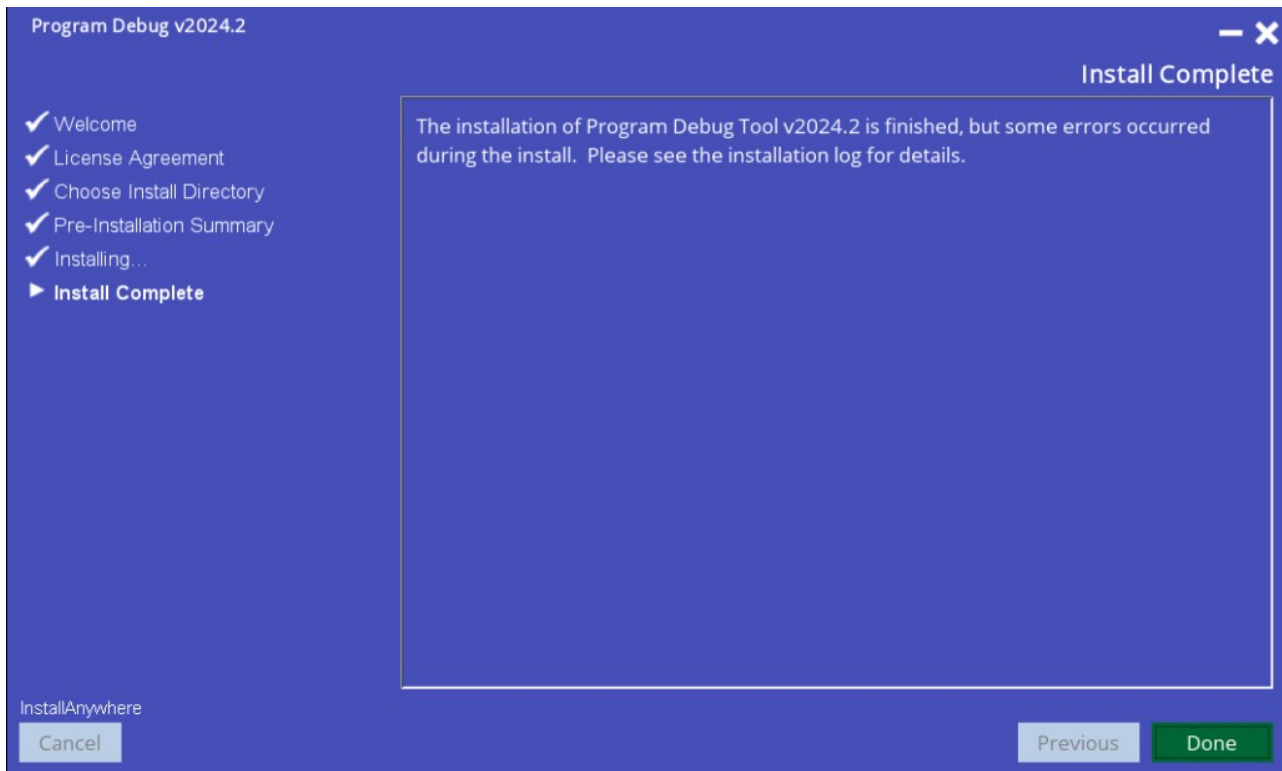 Program Debug v2024.2
Install Complete
Welcome
License Agreement
Choose Install Directory
Pre-Installation Summary
Installing...
Install Complete
The installation of Program Debug Tool v2024.2 is finished, but some errors occurred
during the install.  Please see the installation log for details.
InstallAnywhere
Cancel
Previous
Done